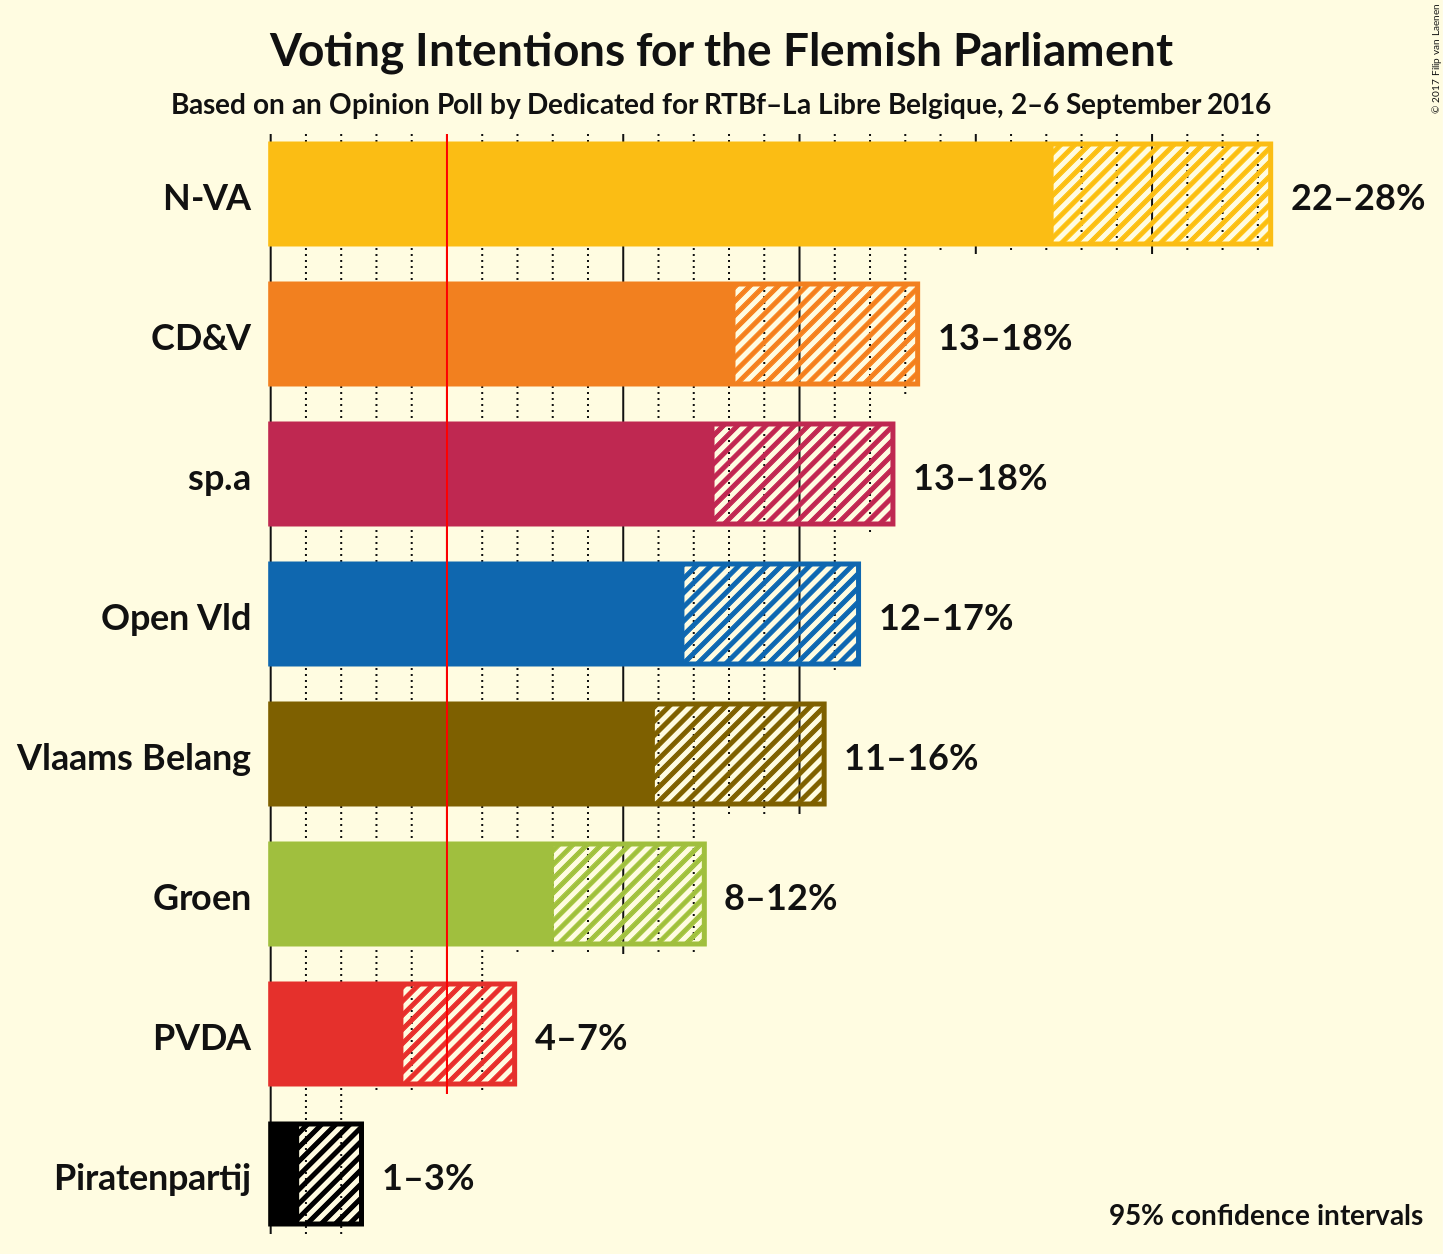 Voting Intentions for the Flemish Parliament
Based on an Opinion Poll by Dedicated for RTBf–La Libre Belgique, 2–6 September 2016
© 2017 Filip van Laenen
N-VA 22–28%
CD&V 13–18%
sp.a 13–18%
Open Vld 12–17%
Vlaams Belang 11–16%
Groen 8–12%
PVDA 4–7%
Piratenpartij 1–3%
95% confidence intervals